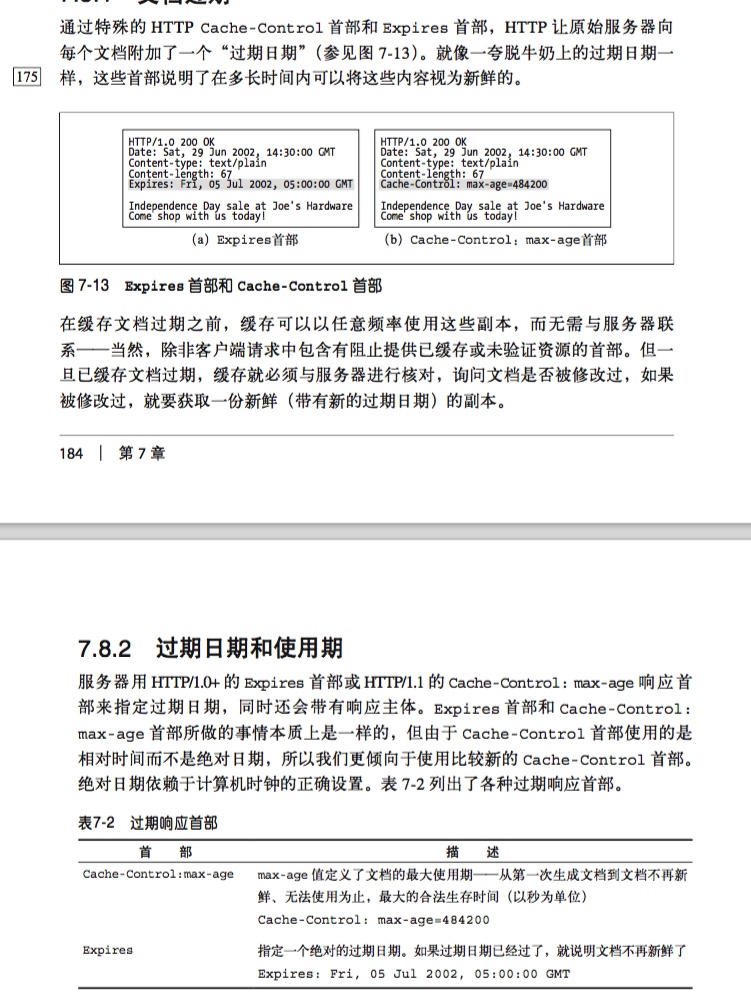 通过特殊的 HTTP Cache-Control 首部和 Expires 首部，HTTP 让原始服务器向
每个文档附加了一个“过期日期”（参见图 7-13）。就像一夸脱牛奶上的过期日期一
175
样，这些首部说明了在多长时间内可以将这些内容视为新鲜的。
HTTP/1.0 200 OK
Date: Sat, 29 Jun 2002, 14:30:00 GMT
Content-type: text/plain
Content-length: 67
Expires: Fri, 05 Jul 2002, 05:00:00 GMT
Independence Day sale at Joe's Hardware
Come shop with us today!
(a) Expires首部
HTTP/1.0 200 OK
Date: Sat, 29 Jun 2002, 14:30:00 GMT
Content-type: text/plain
Content-length: 67
Cache-Control: max-age=484200
Independence Day sale at Joe's Hardware
Come shop with us today!
(b) Cache-Control: max-age首部
图 7-13 Expires 首部和 Cache-Control 首部
在缓存文档过期之前，缓存可以以任意频率使用这些副本，而无需与服务器联
系——当然，除非客户端请求中包含有阻止提供已缓存或未验证资源的首部。但一
旦已缓存文档过期，缓存就必须与服务器进行核对，询问文档是否被修改过，如果
被修改过，就要获取一份新鲜（带有新的过期日期）的副本。
184 | 第 7 章
7.8.2 过期日期和使用期
服务器用 HTTP/1.0+ 的 Expires 首部或 HTTP/1.1 的 Cache-Control: max-age 响应首
部来指定过期日期，同时还会带有响应主体。Expires 首部和 Cache-Control:
max-age 首部所做的事情本质上是一样的，但由于 Cache-Control 首部使用的是
相对时间而不是绝对日期，所以我们更倾向于使用比较新的 Cache-Control 首部。
绝对日期依赖于计算机时钟的正确设置。表 7-2 列出了各种过期响应首部。
表7-2 过期响应首部
首 部 描 述
Cache-Control:max-age max-age 值定义了文档的最大使用期——从第一次生成文档到文档不再新
鲜、无法使用为止，最大的合法生存时间（以秒为单位）
Cache-Control: max-age=484200
Expires 指定一个绝对的过期日期。如果过期日期已经过了，就说明文档不再新鲜了
Expires: Fri, 05 Jul 2002, 05:00:00 GMT